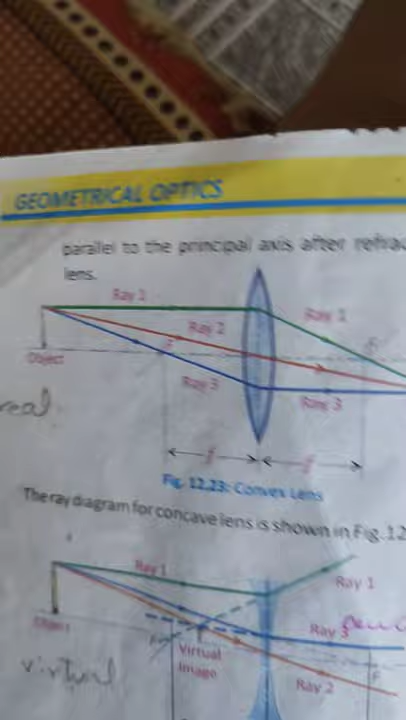 GEOMETRICAL OPTICS
parallel to the principal axis after refrac
lens.
Ray 1
Ray 2
Ray 1
F
F
Object
Ray 3
Ray 3
real
f
f
Fig. 12.23: Convex Lens
The ray diagram for concave lens is shown in Fig. 12
Ray 1
Ray 1
Object
Ray 3
F
Virtual
Image
F
virtual
Ray 2